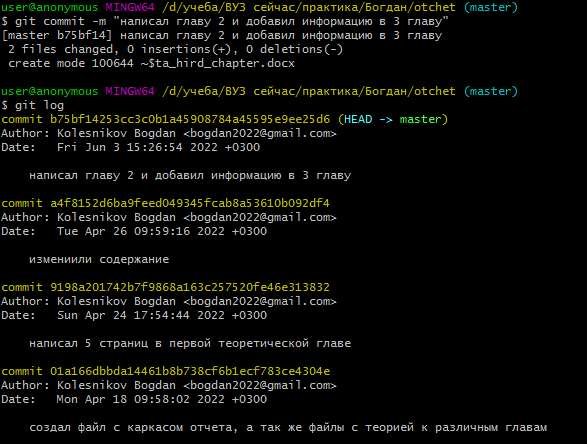 user@anonymous MINGW64 /d/учеба/ВУЗ сейчас/практика/Богдан/otchet (master)
$ git commit -m "написал главу 2 и добавил информацию в 3 главу"
[master b75bf14] написал главу 2 и добавил информацию в 3 главу
2 files changed, 0 insertions(+), 0 deletions(-)
create mode 100644 ~$ta_hird_chapter.docx
user@anonymous MINGW64 /d/учеба/ВУЗ сейчас/практика/Богдан/otchet (master)
$ git log
commit b75bf14253cc3c0b1a45908784a45595e9ee25d6 (HEAD -> master)
Author: Kolesnikov Bogdan <bogdan2022@gmail.com>
Date:   Fri Jun 3 15:26:54 2022 +0300
написал главу 2 и добавил информацию в 3 главу
commit a4f8152d6ba9feed049345fcab8a53610b092df4
Author: Kolesnikov Bogdan <bogdan2022@gmail.com>
Date:   Tue Apr 26 09:59:16 2022 +0300
измениили содержание
commit 9198a201742b7f9868a163c257520fe46e313832
Author: Kolesnikov Bogdan <bogdan2022@gmail.com>
Date:   Sun Apr 24 17:54:44 2022 +0300
написал 5 страниц в первой теоретической главе
commit 01a166dbbda14461b8b738cf6b1ecf783ce4304e
Author: Kolesnikov Bogdan <bogdan2022@gmail.com>
Date:   Mon Apr 18 09:58:02 2022 +0300
создал файл с каркасом отчета, а так же файлы с теорией к различным главам